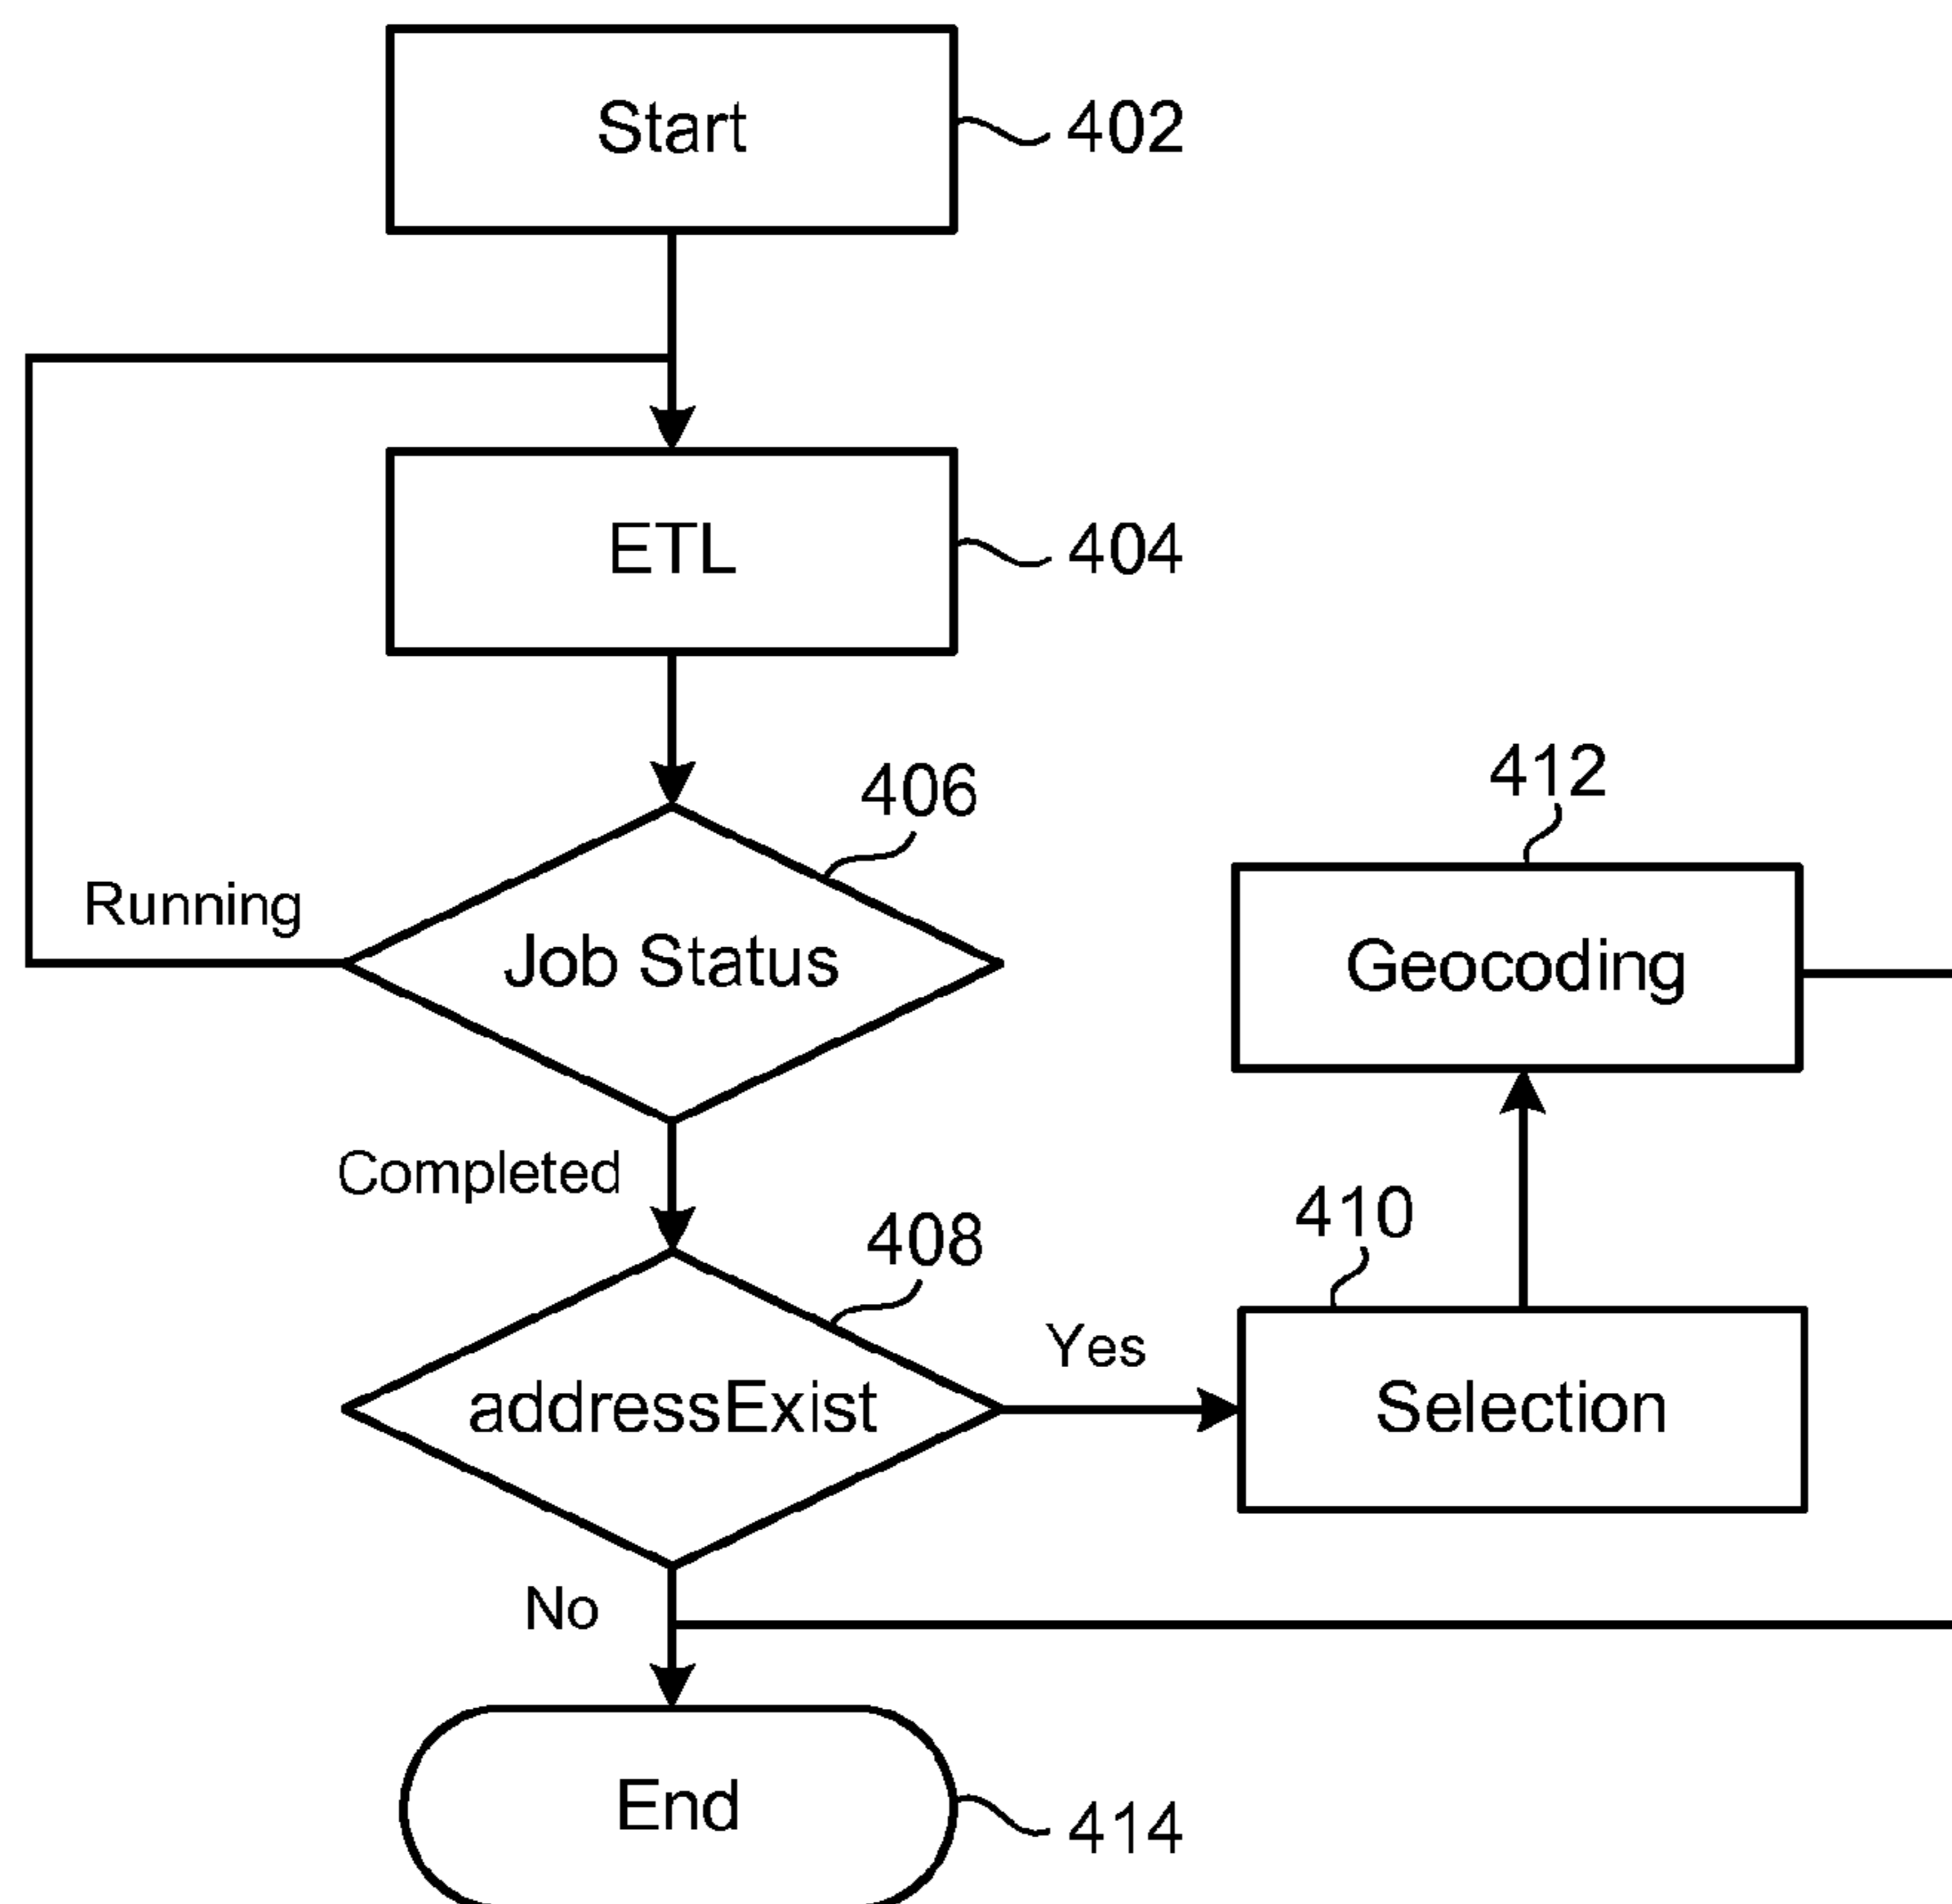 Start
402
ETL
404
406
412
Running
Job Status
Geocoding
Completed
410
408
Yes
addressExist
Selection
No
End
414